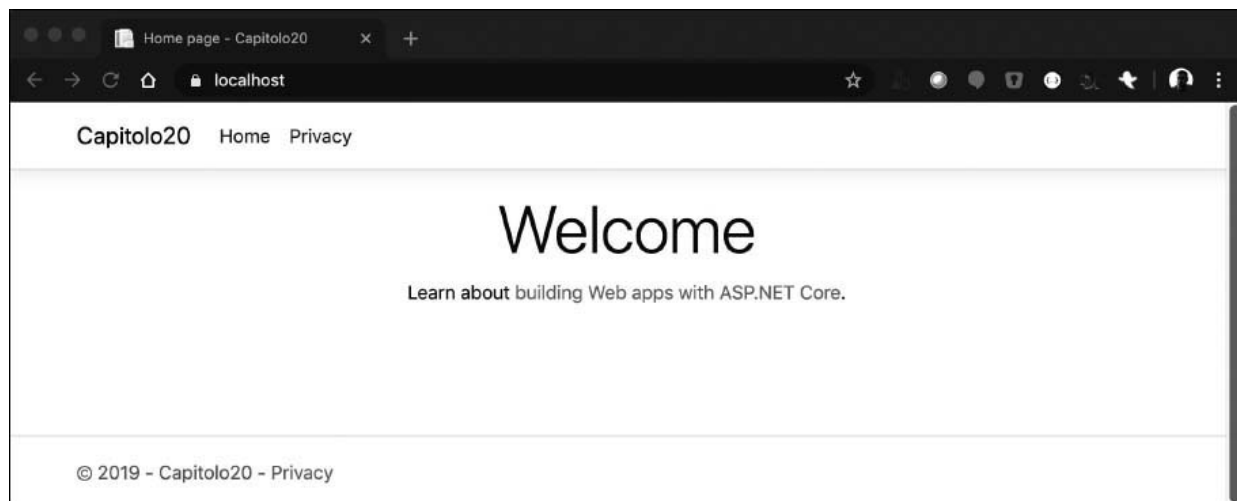 Home page - Capitolo20
localhost
Capitolo20 Home Privacy
Welcome
Learn about building Web apps with ASP.NET Core.
© 2019 - Capitolo20 - Privacy